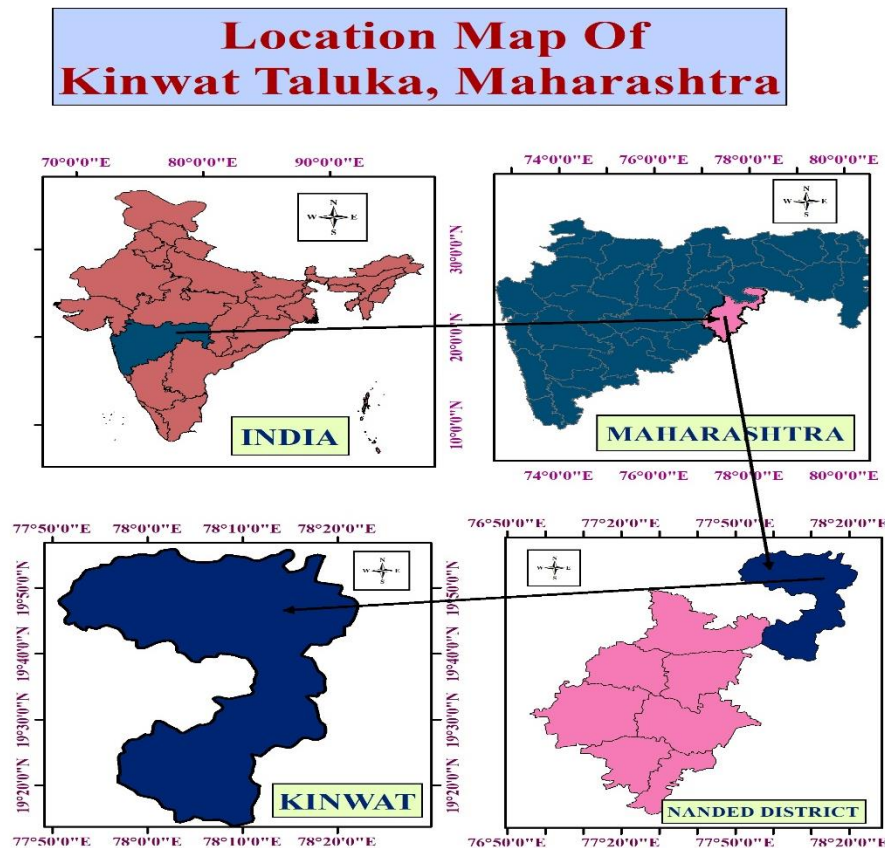 Location Map Of
Kinwat Taluka, Maharashtra
70°0'0"E 80°0'0"E 90°0'0"E
N
W E
S
30°0'0"N
20°0'0"N
10°0'0"N
INDIA
74°0'0"E 76°0'0"E 78°0'0"E 80°0'0"E
N
W E
S
MAHARASHTRA
74°0'0"E 76°0'0"E 78°0'0"E 80°0'0"E
77°50'0"E 78°0'0"E 78°10'0"E 78°20'0"E
N
W E
S
19°50'0"N
19°40'0"N
19°30'0"N
19°20'0"N
KINWAT
77°50'0"E 78°0'0"E 78°10'0"E 78°20'0"E
76°50'0"E 77°20'0"E 77°50'0"E 78°20'0"E
N
W E
S
19°50'0"N
19°40'0"N
19°30'0"N
19°20'0"N
NANDED DISTRICT
76°50'0"E 77°20'0"E 77°50'0"E 78°20'0"E